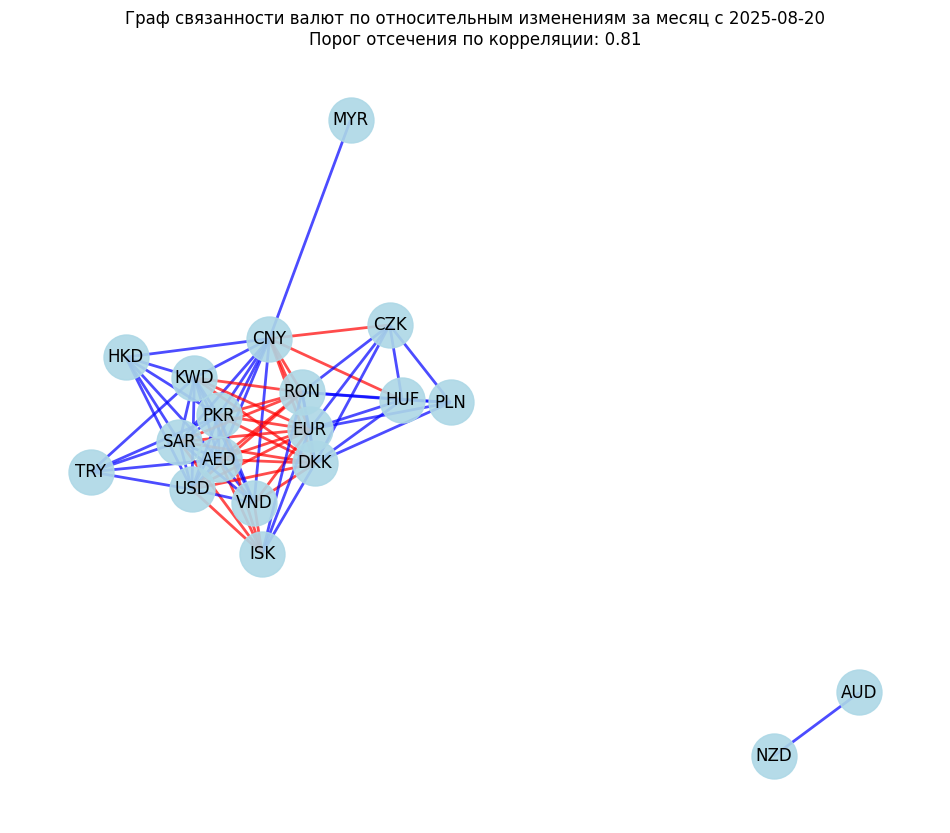 Граф связанности валют по относительным изменениям за месяц с 2025-08-20
Порог отсечения по корреляции: 0.81
MYR
CZK
CNY
HKD
KWD
RON
HUF
PLN
PKR
EUR
SAR
AED
DKK
TRY
USD
VND
ISK
AUD
NZD